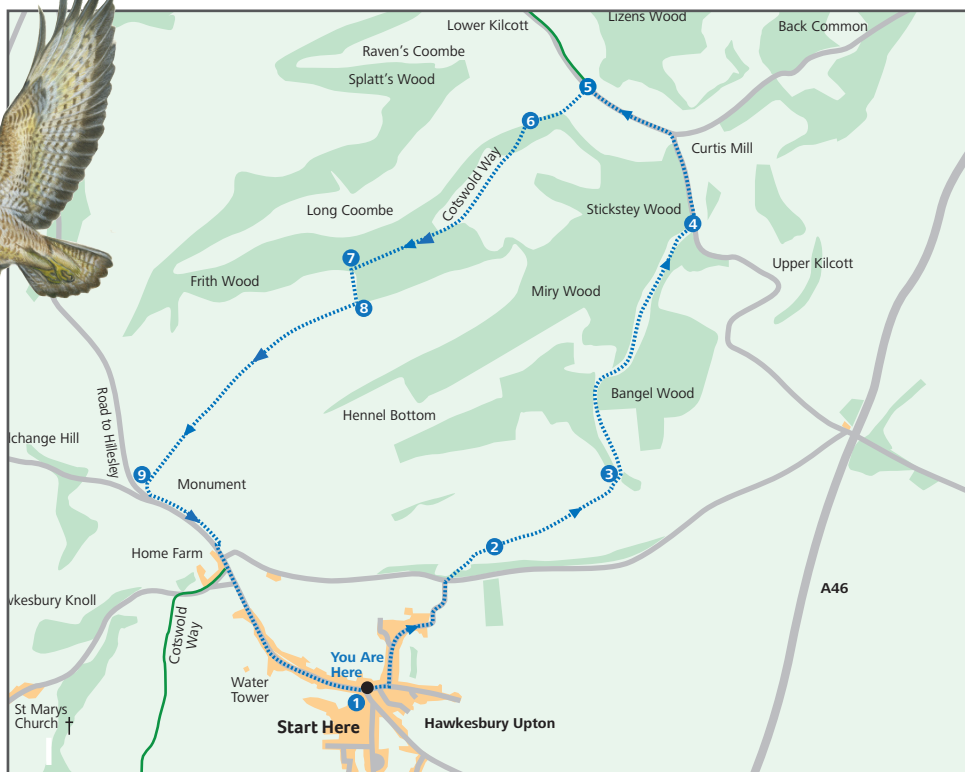 Lower Kilcott
Lizens Wood
Back Common
Raven's Coombe
Splatt's Wood
5
6
Curtis Mill
Cotswold Way
Long Coombe
Stickstey Wood
4
7
Upper Kilcott
Frith Wood
Miry Wood
8
Road to Hillesley
Bangel Wood
Hennel Bottom
lchange Hill
9
3
Monument
2
Home Farm
A46
wkesbury Knoll
Cotswold
Way
You Are
Here
Water
Tower
1
St Marys
Church †
Start Here
Hawkesbury Upton